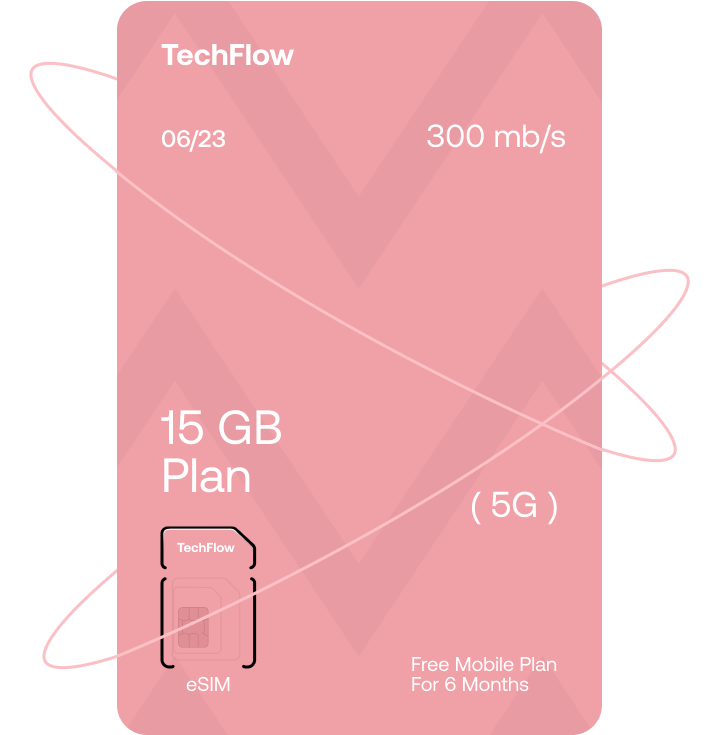 TechFlow
06/23
300 mb/s
15 GB
Plan
( 5G )
TechFlow
eSIM
Free Mobile Plan
For 6 Months